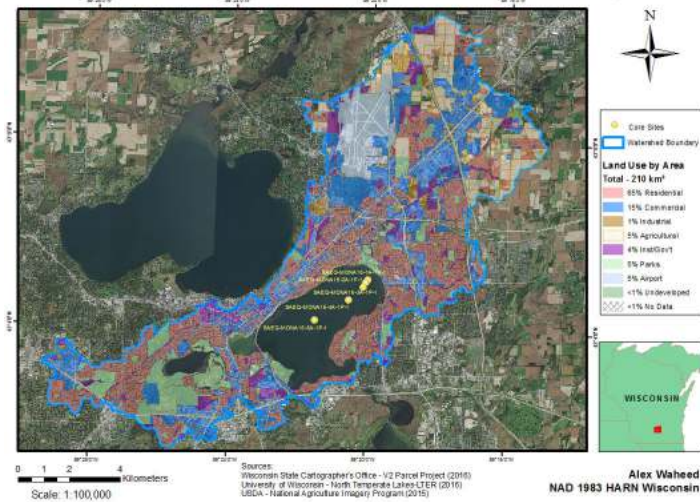 N
Core Sites
Watershed Boundary
Land Use by Area
Total - 210 km²
65% Residential
15% Commercial
1% Industrial
5% Agricultural
4% Inst/Gov't
5% Parks
5% Airport
<1% Undeveloped
<1% No Data
WISCONSIN
0 1 2 4
Kilometers
Scale: 1:100,000
Sources:
Wisconsin State Cartographer's Office - V2 Parcel Project (2016)
University of Wisconsin - North Temperate Lakes-LTER (2016)
USDA - National Agriculture Imagery Program (2015)
Alex Waheed
NAD 1983 HARN Wisconsin